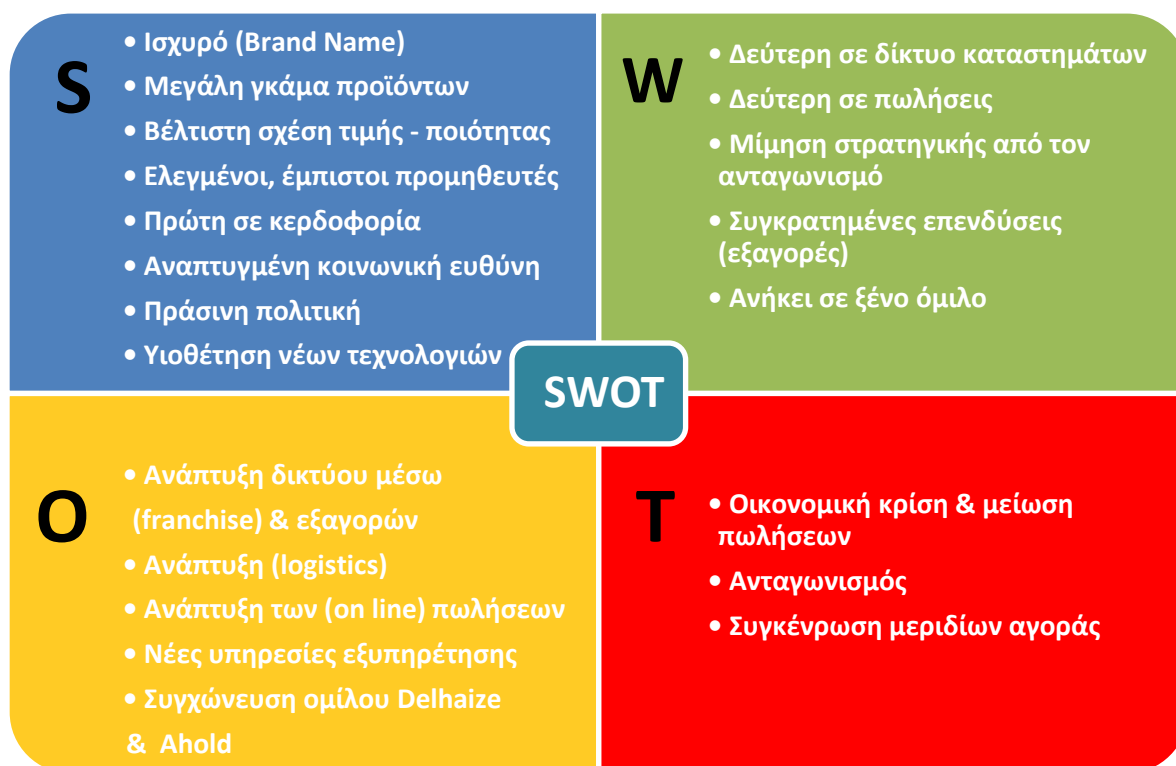 S
• Ισχυρό (Brand Name)
• Μεγάλη γκάμα προϊόντων
• Βέλτιστη σχέση τιμής - ποιότητας
• Ελεγμένοι, έμπιστοι προμηθευτές
• Πρώτη σε κερδοφορία
• Αναπτυγμένη κοινωνική ευθύνη
• Πράσινη πολιτική
• Υιοθέτηση νέων τεχνολογιών
W
• Δεύτερη σε δίκτυο καταστημάτων
• Δεύτερη σε πωλήσεις
• Μίμηση στρατηγικής από τον
ανταγωνισμό
• Συγκρατημένες επενδύσεις
(εξαγορές)
• Ανήκει σε ξένο όμιλο
SWOT
O
• Ανάπτυξη δικτύου μέσω
(franchise) & εξαγορών
• Ανάπτυξη (logistics)
• Ανάπτυξη των (on line) πωλήσεων
• Νέες υπηρεσίες εξυπηρέτησης
• Συγχώνευση ομίλου Delhaize
& Ahold
T
• Οικονομική κρίση & μείωση
πωλήσεων
• Ανταγωνισμός
• Συγκένρωση μεριδίων αγοράς